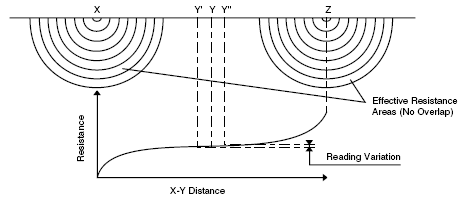 X
Y' Y Y"
Z
Effective Resistance
Areas (No Overlap)
Resistance
Reading Variation
X-Y Distance